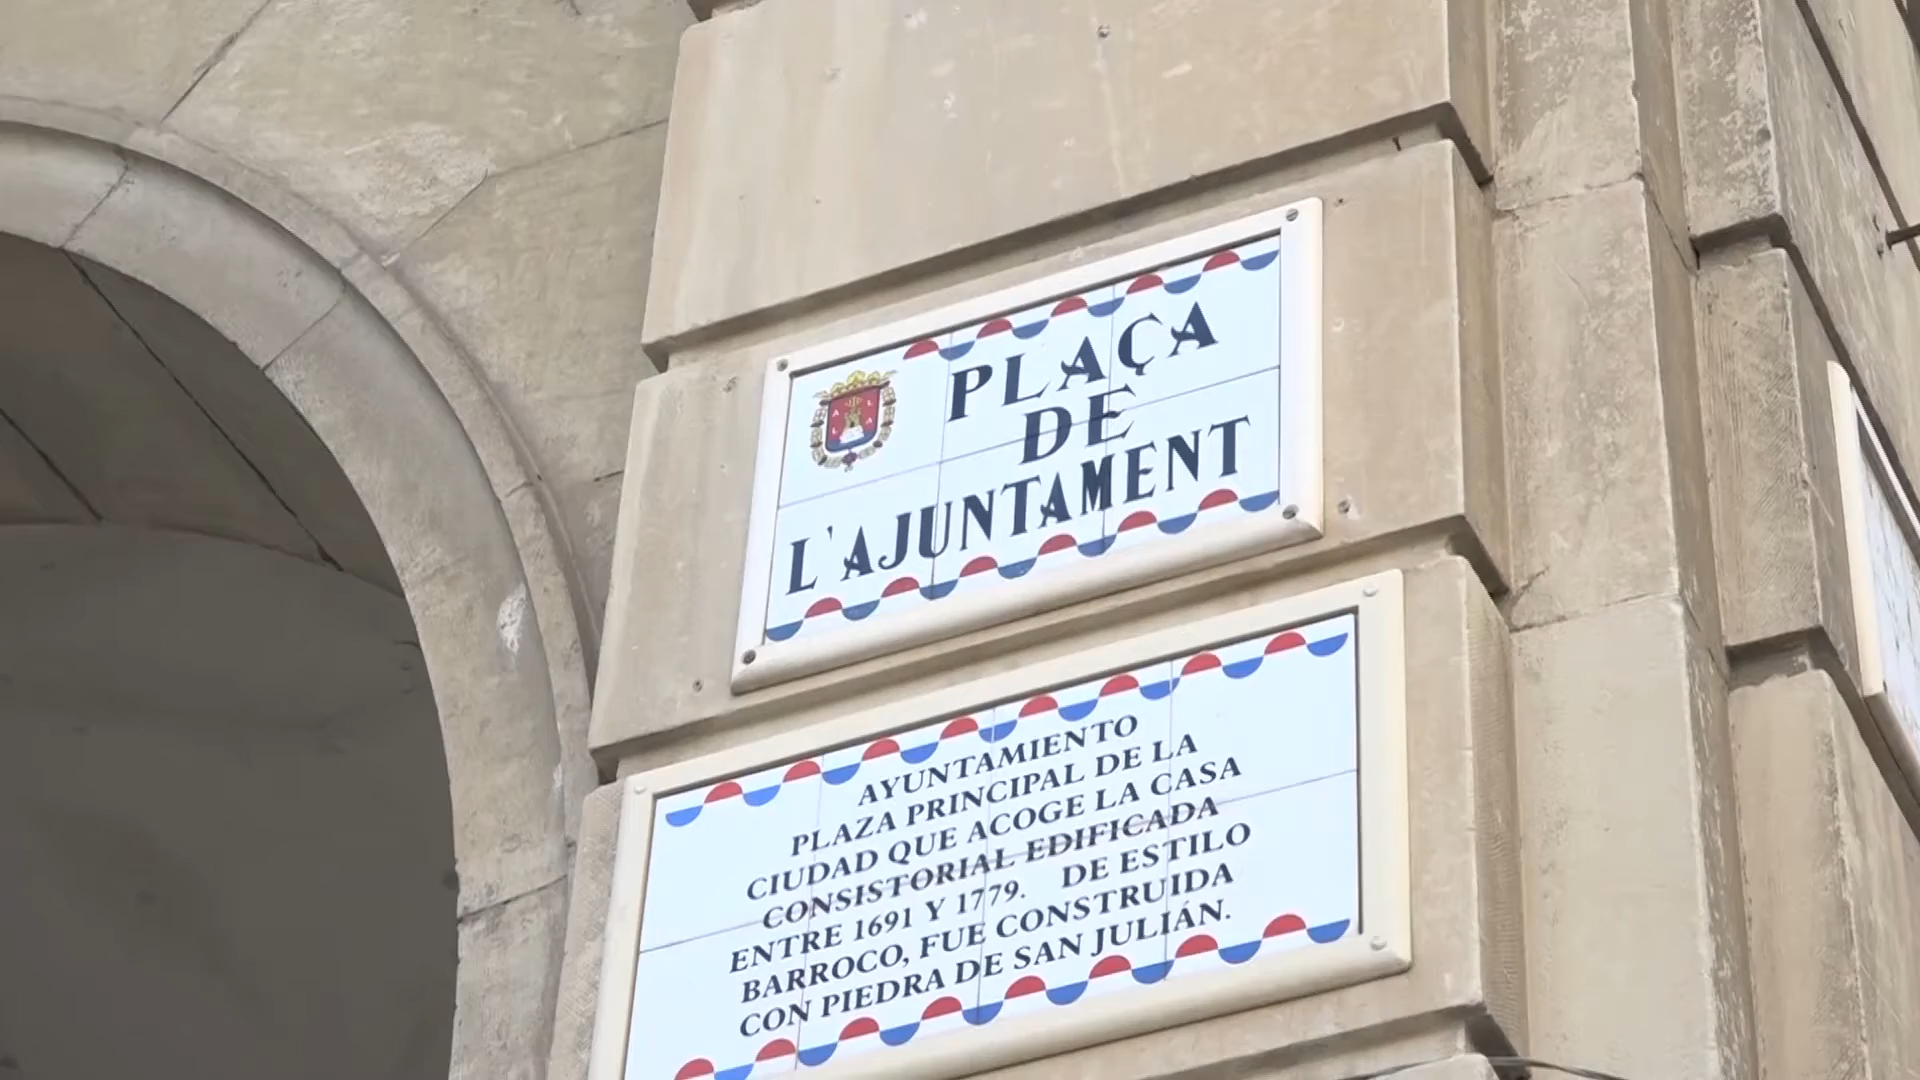 PLAÇA
DE
L'AJUNTAMENT
AYUNTAMIENTO
PLAZA PRINCIPAL DE LA
CIUDAD QUE ACOGE LA CASA
CONSISTORIAL EDIFICADA
ENTRE 1691 Y 1779. DE ESTILO
BARROCO, FUE CONSTRUIDA
CON PIEDRA DE SAN JULIÁN.